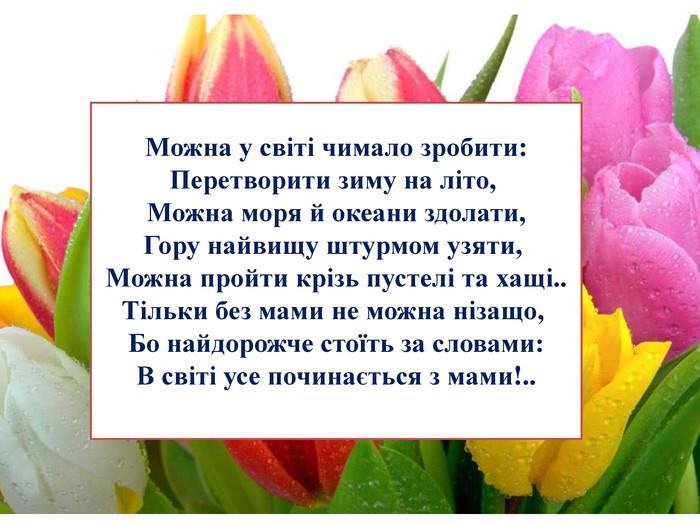 Можна у світі чимало зробити:
Перетворити зиму на літо,
Можна моря й океани здолати,
Гору найвищу штурмом узяти,
Можна пройти крізь пустелі та хащі..
Тільки без мами не можна нізащо,
Бо найдорожче стоїть за словами:
В світі усе починається з мами!..